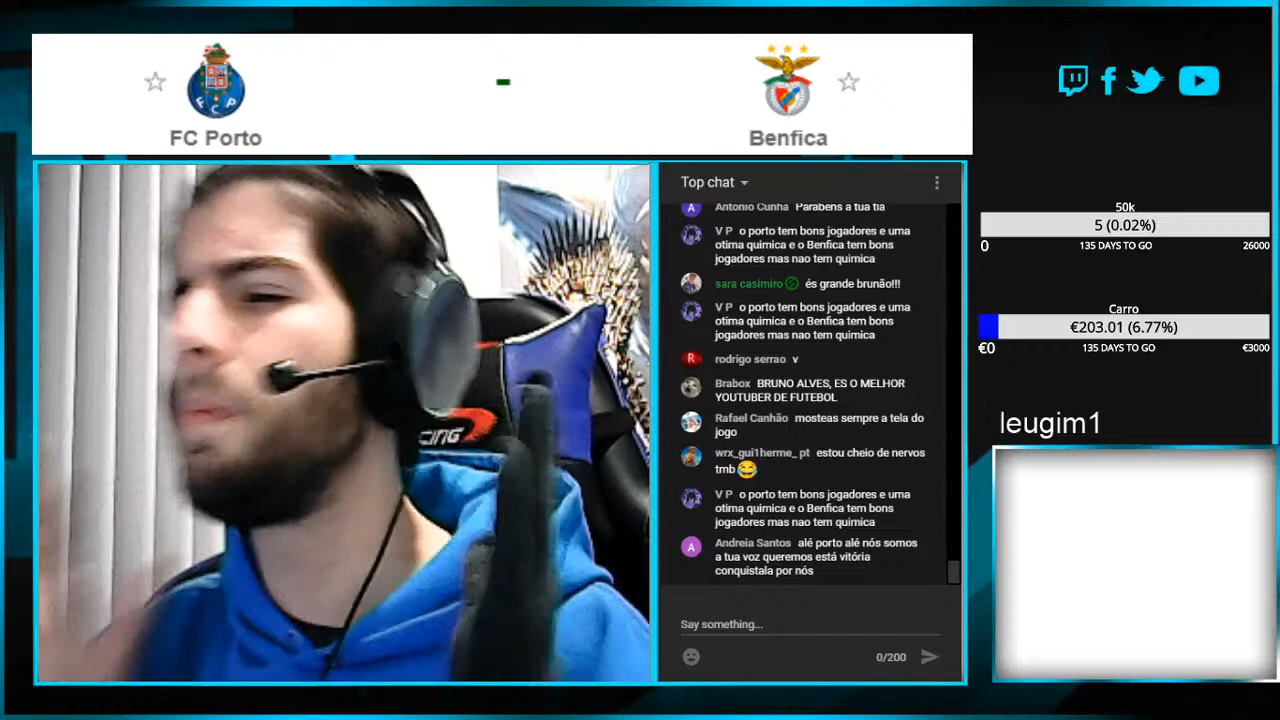 FC Porto
-
Benfica
Top chat
Antonio Cunha Parabens a tua tia
V P o porto tem bons jogadores e uma
otima quimica e o Benfica tem bons
jogadores mas nao tem quimica
sara casimiro és grande brunão!!!
V P o porto tem bons jogadores e uma
otima quimica e o Benfica tem bons
jogadores mas nao tem quimica
R rodrigo serrao v
Brabox BRUNO ALVES, ES O MELHOR
YOUTUBER DE FUTEBOL
Rafael Canhão mosteas sempre a tela do
jogo
wrx_gui1herme_ pt estou cheio de nervos
tmb😂
V P o porto tem bons jogadores e uma
otima quimica e o Benfica tem bons
jogadores mas nao tem quimica
A Andreia Santos alé porto alé nós somos
a tua voz queremos está vitória
conquistala por nós
Say something...
0/200
50k
5 (0.02%)
0 135 DAYS TO GO 26000
Carro
€203.01 (6.77%)
€0 135 DAYS TO GO €3000
leugim1